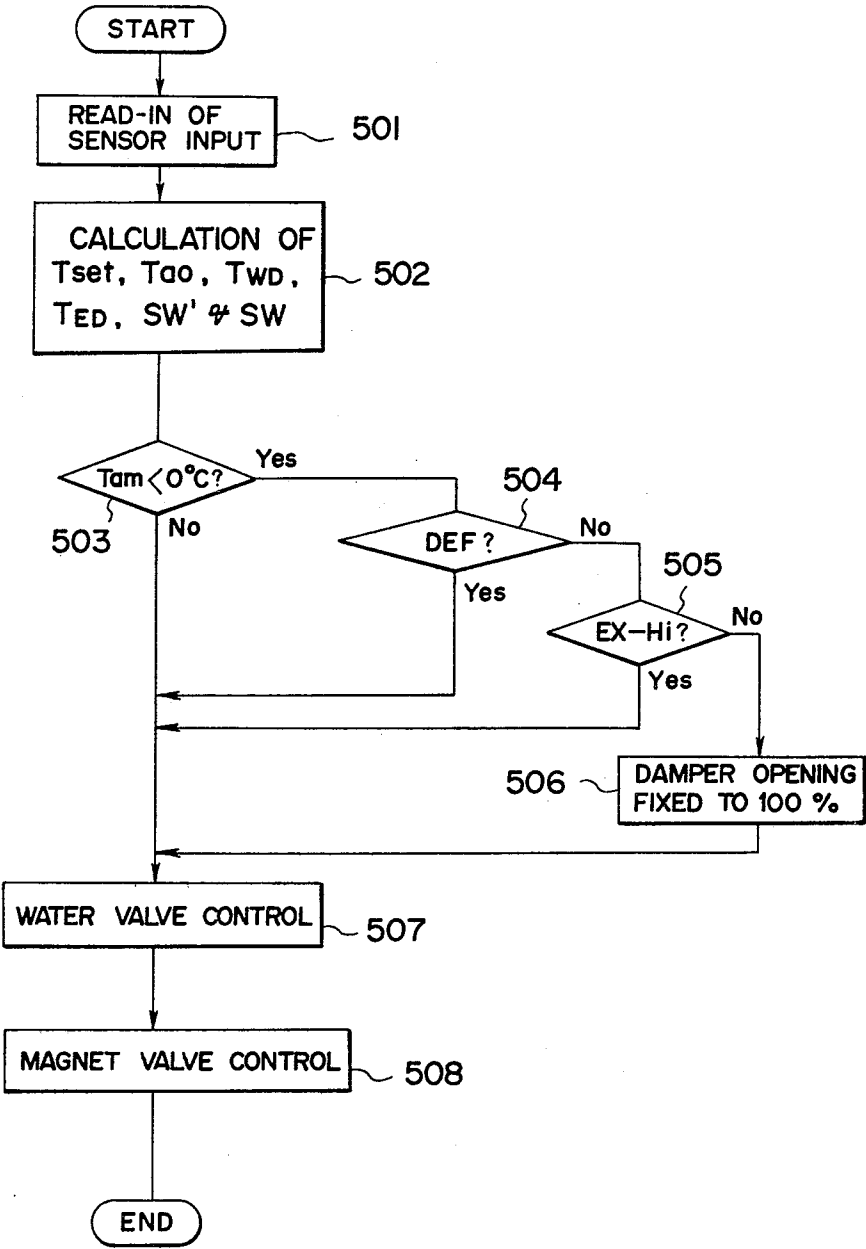 START
READ-IN OF
SENSOR INPUT
501
CALCULATION OF
Tset, Tao, TWD,
TED, SW' & SW
502
Tam<0°C?
Yes
503
No
504
DEF?
No
Yes
505
EX-Hi?
No
Yes
506
DAMPER OPENING
FIXED TO 100 %
WATER VALVE CONTROL
507
MAGNET VALVE CONTROL
508
END